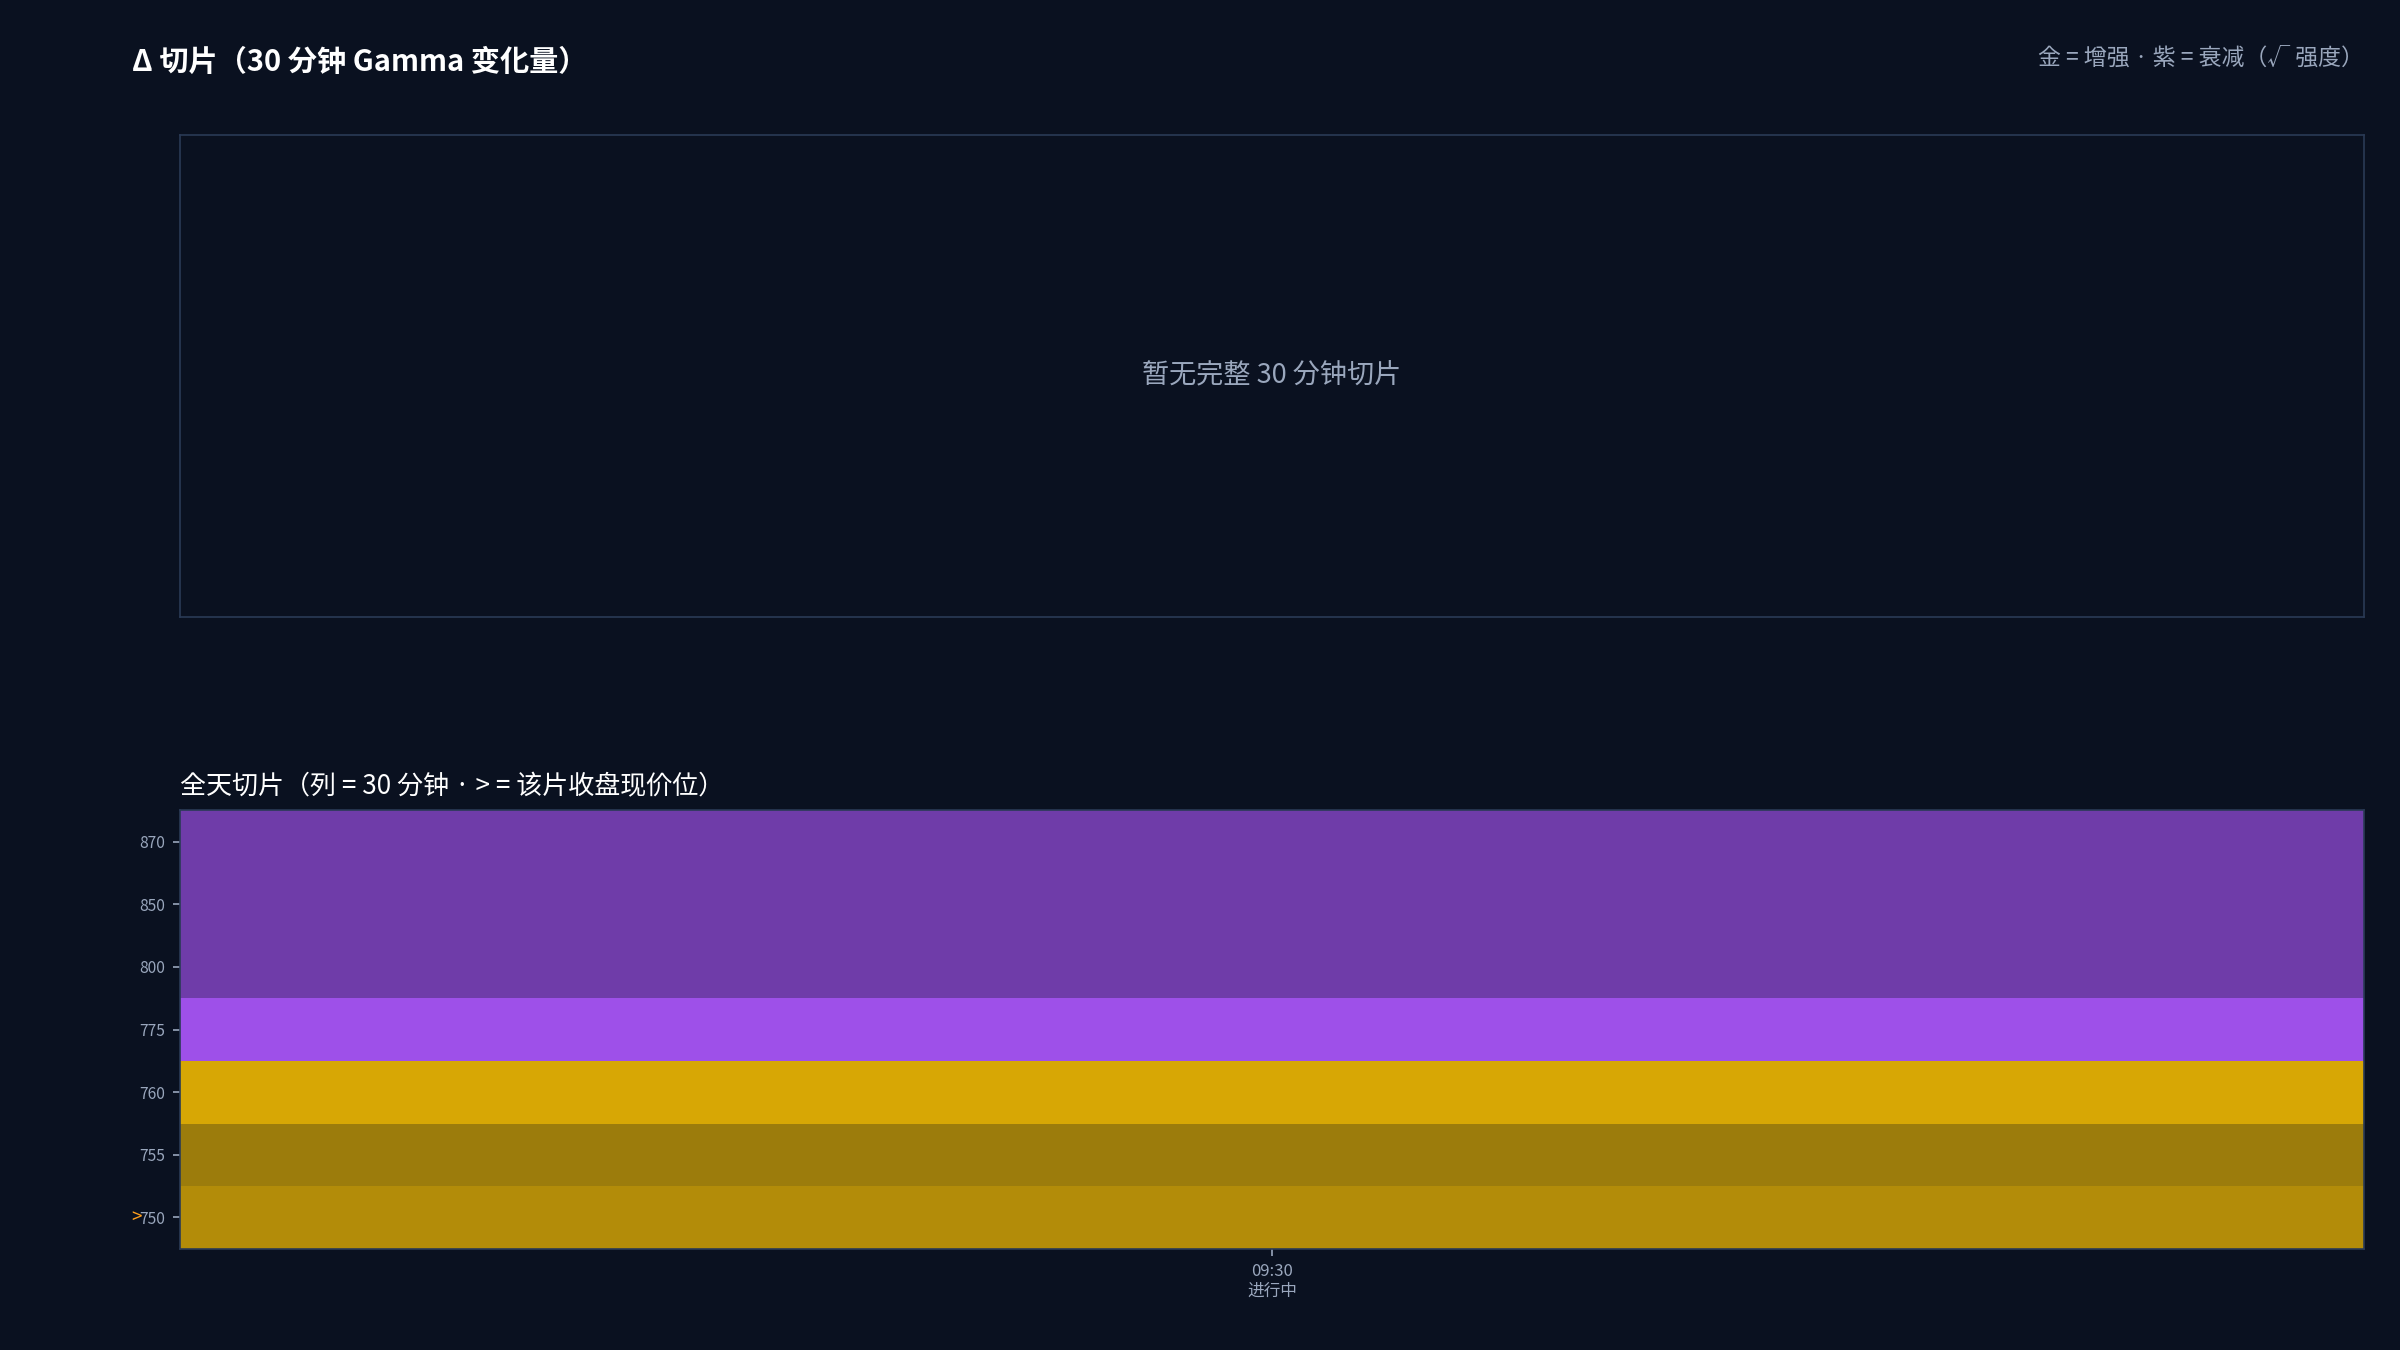 Δ 切片（30 分钟 Gamma 变化量）
金 = 增强 · 紫 = 衰减（√ 强度）
暂无完整 30 分钟切片
全天切片（列 = 30 分钟 · > = 该片收盘现价位）
870
850
800
775
760
755
>750
09:30
进行中